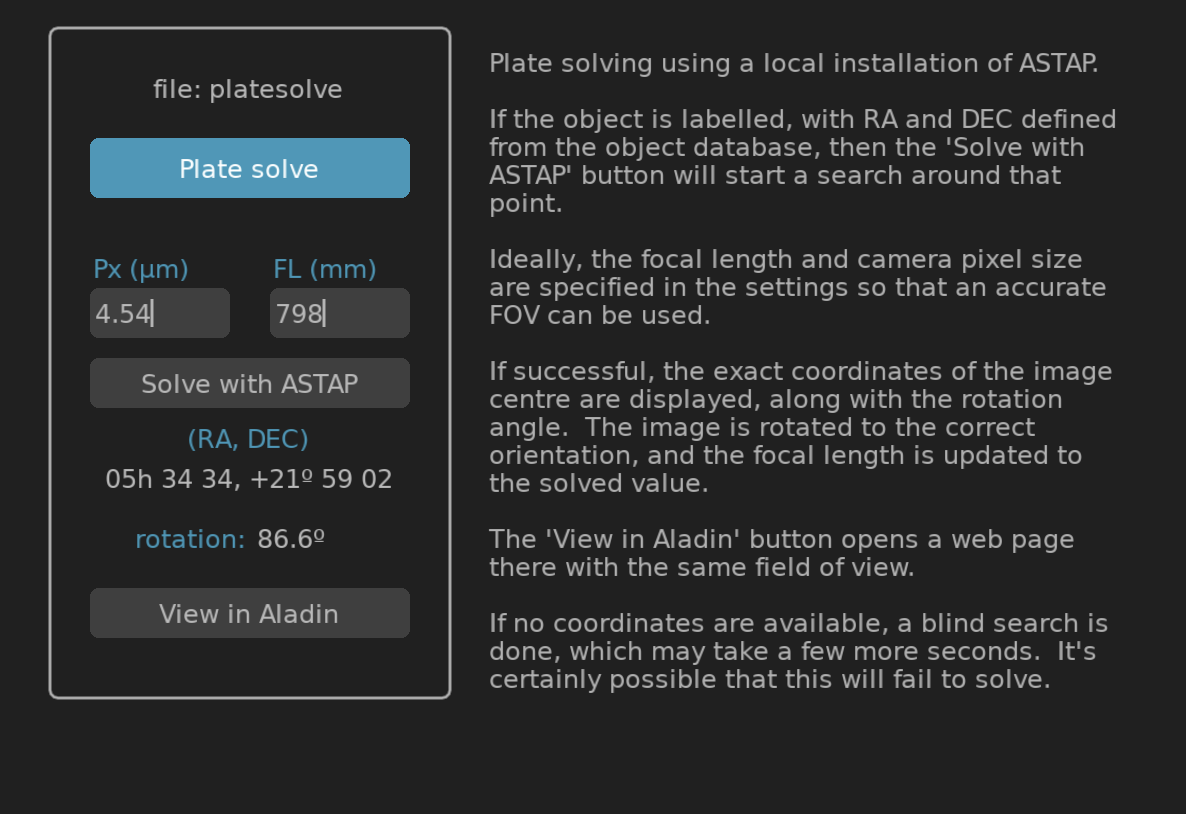 file: platesolve
Plate solve
Px (µm)
FL (mm)
4.54
798
Solve with ASTAP
(RA, DEC)
05h 34 34, +21º 59 02
rotation: 86.6º
View in Aladin
Plate solving using a local installation of ASTAP.
If the object is labelled, with RA and DEC defined
from the object database, then the 'Solve with
ASTAP' button will start a search around that
point.
Ideally, the focal length and camera pixel size
are specified in the settings so that an accurate
FOV can be used.
If successful, the exact coordinates of the image
centre are displayed, along with the rotation
angle.  The image is rotated to the correct
orientation, and the focal length is updated to
the solved value.
The 'View in Aladin' button opens a web page
there with the same field of view.
If no coordinates are available, a blind search is
done, which may take a few more seconds.  It's
certainly possible that this will fail to solve.